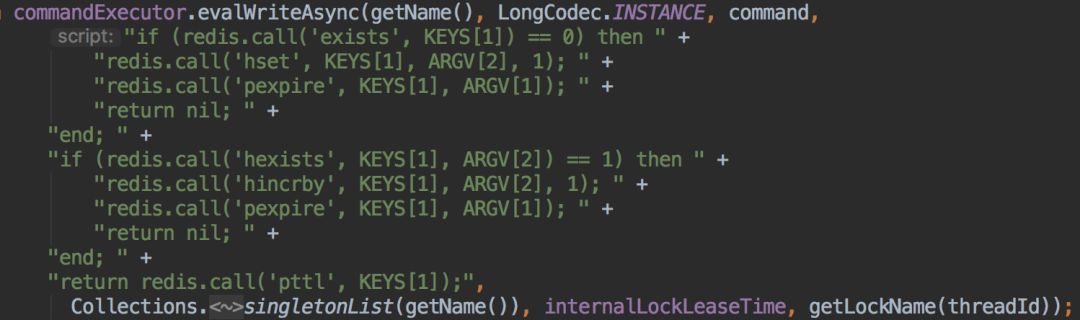 commandExecutor.evalWriteAsync(getName(), LongCodec.INSTANCE, command,
script: "if (redis.call('exists', KEYS[1]) == 0) then " +
"redis.call('hset', KEYS[1], ARGV[2], 1); " +
"redis.call('pexpire', KEYS[1], ARGV[1]); " +
"return nil; " +
"end; " +
"if (redis.call('hexists', KEYS[1], ARGV[2]) == 1) then " +
"redis.call('hincrby', KEYS[1], ARGV[2], 1); " +
"redis.call('pexpire', KEYS[1], ARGV[1]); " +
"return nil; " +
"end; " +
"return redis.call('pttl', KEYS[1]);",
Collections.<~>singletonList(getName()), internalLockLeaseTime, getLockName(threadId));